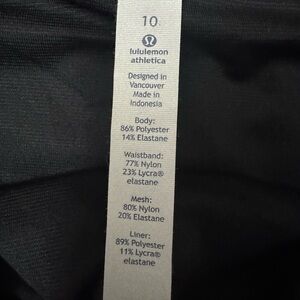 10
lululemon
athletica
Designed in
Vancouver
Made in
Indonesia
Body:
86% Polyester
14% Elastane
Waistband:
77% Nylon
23% Lycra®
elastane
Mesh:
80% Nylon
20% Elastane
Liner:
89% Polyester
11% Lycra®
elastane